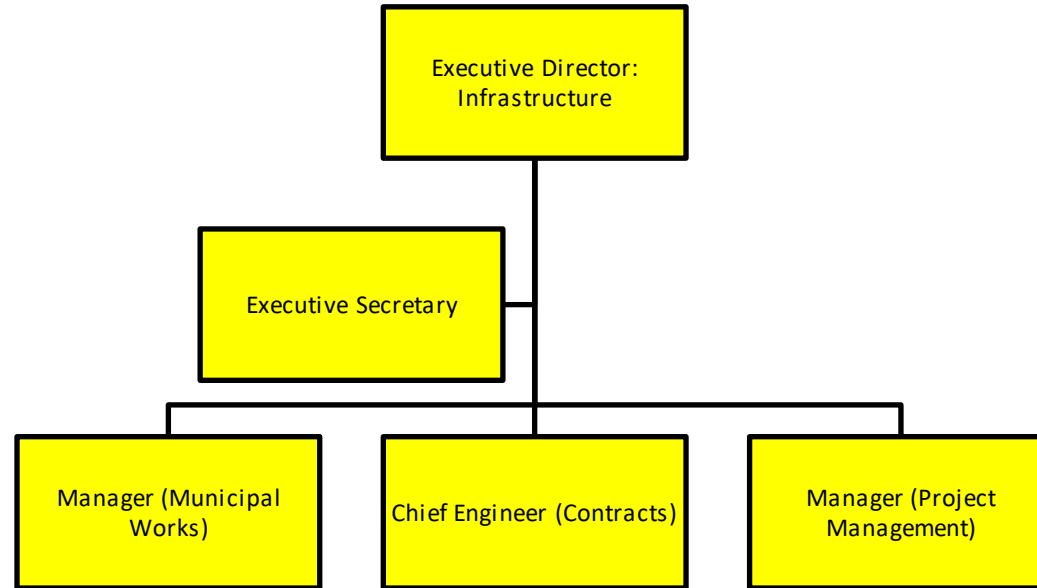 Executive Director:
Infrastructure
Executive Secretary
Manager (Municipal
Works)
Chief Engineer (Contracts)
Manager (Project
Management)